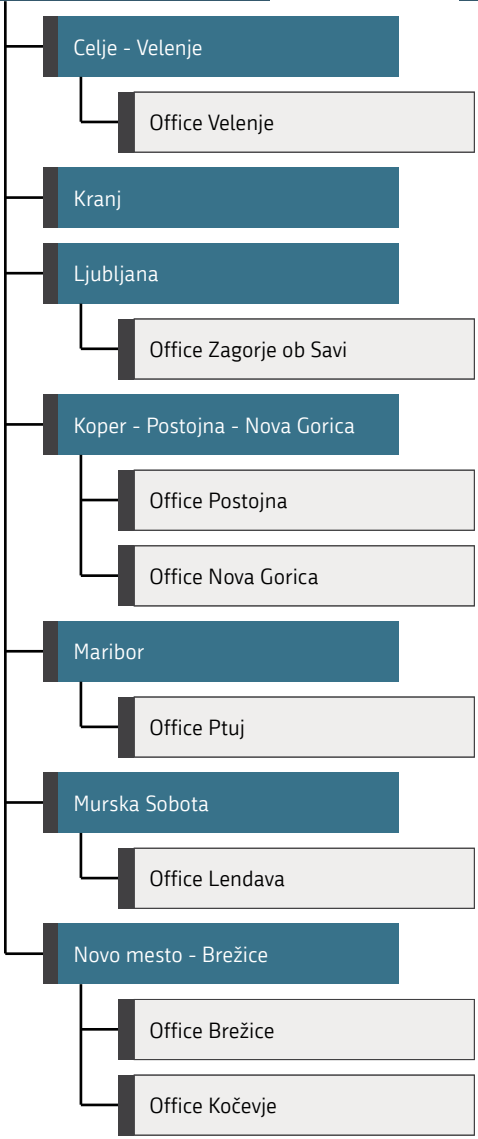 Celje - Velenje
Office Velenje
Kranj
Ljubljana
Office Zagorje ob Savi
Koper - Postojna - Nova Gorica
Office Postojna
Office Nova Gorica
Maribor
Office Ptuj
Murska Sobota
Office Lendava
Novo mesto - Brežice
Office Brežice
Office Kočevje